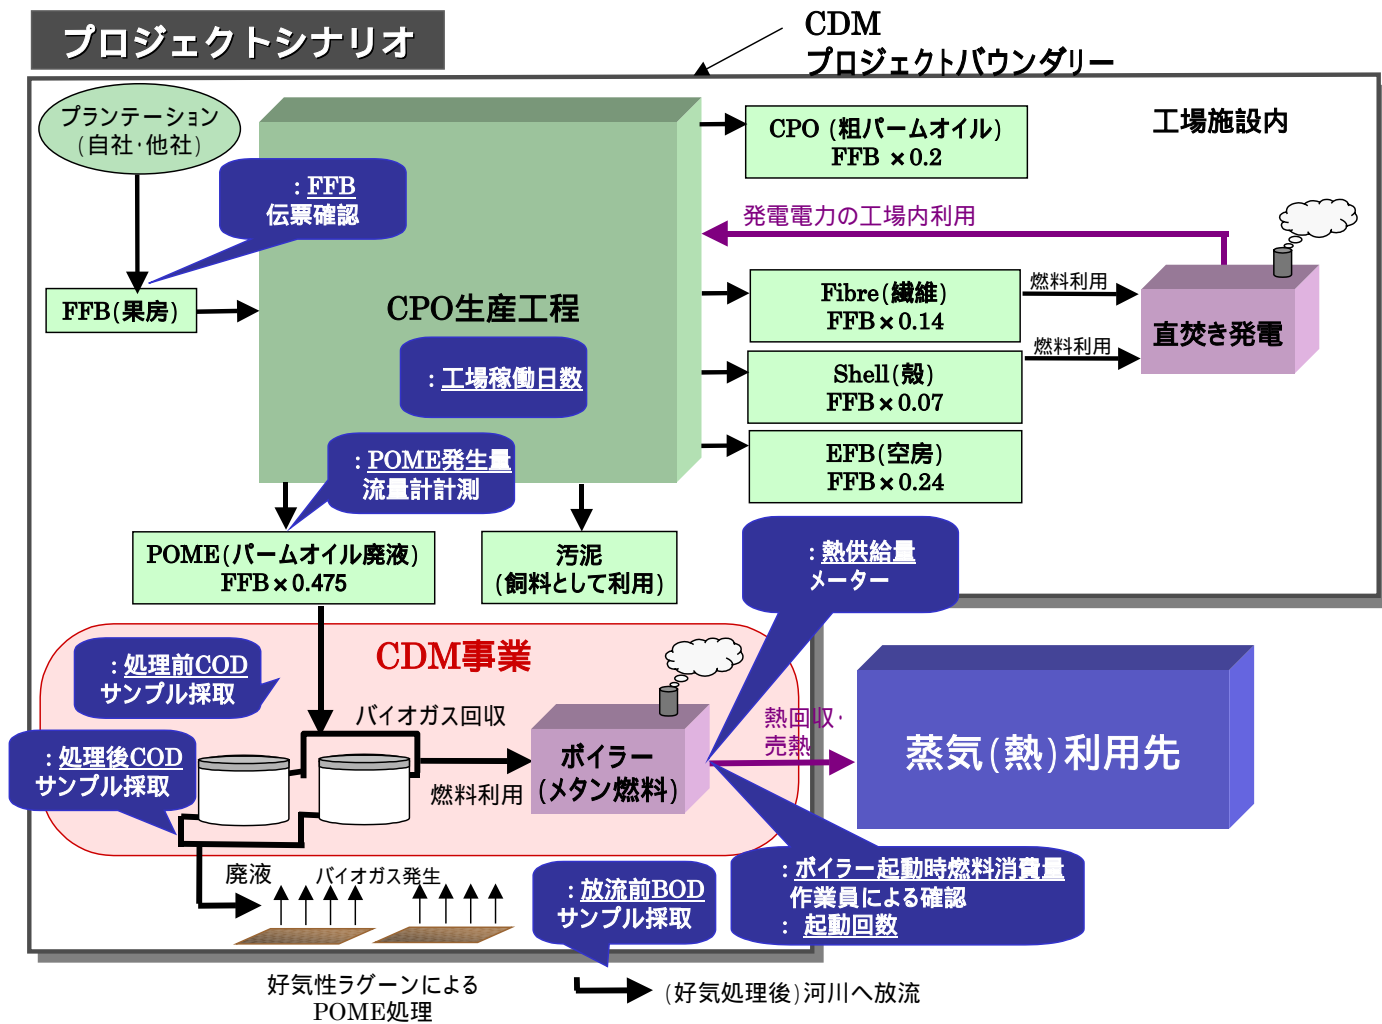 プロジェクトシナリオ
CDM
プロジェクトバウンダリー
工場施設内
プランテーション
(自社・他社)
: FFB
伝票確認
FFB(果房)
CPO生産工程
: 工場稼働日数
CPO (粗パームオイル)
FFB ×0.2
発電電力の工場内利用
Fibre(繊維)
FFB×0.14
燃料利用
Shell(殻)
FFB×0.07
燃料利用
直焚き発電
EFB(空房)
FFB×0.24
: POME発生量
流量計計測
POME(パームオイル廃液)
FFB×0.475
汚泥
(飼料として利用)
: 熱供給量
メーター
CDM事業
: 処理前COD
サンプル採取
: 処理後COD
サンプル採取
バイオガス回収
燃料利用
ボイラー
(メタン燃料)
熱回収・
売熱
蒸気(熱)利用先
廃液
バイオガス発生
: 放流前BOD
サンプル採取
: ボイラー起動時燃料消費量
作業員による確認
: 起動回数
好気性ラグーンによる
POME処理
(好気処理後)河川へ放流